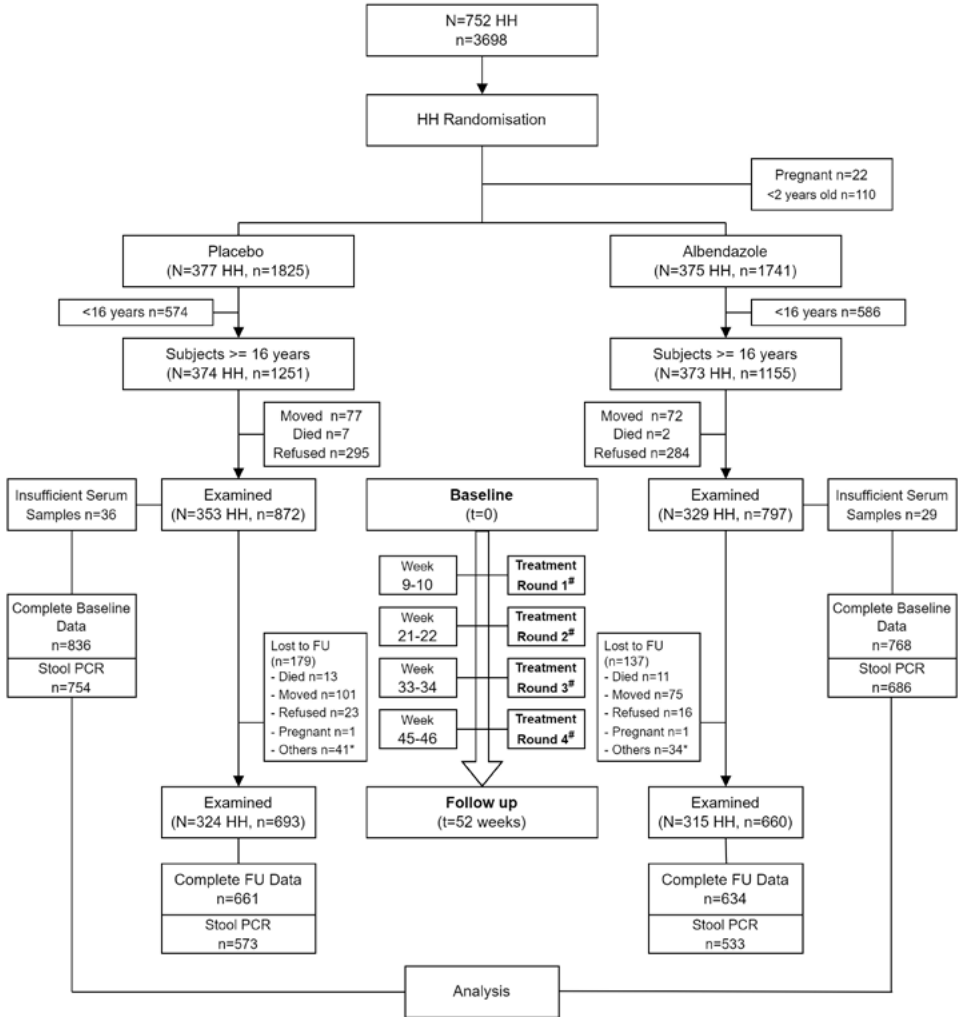 N=752 HH
n=3698
HH Randomisation
Pregnant n=22
<2 years old n=110
Placebo
(N=377 HH, n=1825)
Albendazole
(N=375 HH, n=1741)
<16 years n=574
<16 years n=586
Subjects >= 16 years
(N=374 HH, n=1251)
Subjects >= 16 years
(N=373 HH, n=1155)
Moved n=77
Died n=7
Refused n=295
Moved n=72
Died n=2
Refused n=284
Insufficient Serum
Samples n=36
Examined
(N=353 HH, n=872)
Baseline
(t=0)
Examined
(N=329 HH, n=797)
Insufficient Serum
Samples n=29
Week
9-10
Treatment
Round 1#
Week
21-22
Treatment
Round 2#
Week
33-34
Treatment
Round 3#
Week
45-46
Treatment
Round 4#
Complete Baseline
Data
n=836
Stool PCR
n=754
Lost to FU
(n=179)
- Died n=13
- Moved n=101
- Refused n=23
- Pregnant n=1
- Others n=41*
Lost to FU
(n=137)
- Died n=11
- Moved n=75
- Refused n=16
- Pregnant n=1
- Others n=34*
Complete Baseline
Data
n=768
Stool PCR
n=686
Examined
(N=324 HH, n=693)
Follow up
(t=52 weeks)
Examined
(N=315 HH, n=660)
Complete FU Data
n=661
Stool PCR
n=573
Complete FU Data
n=634
Stool PCR
n=533
Analysis